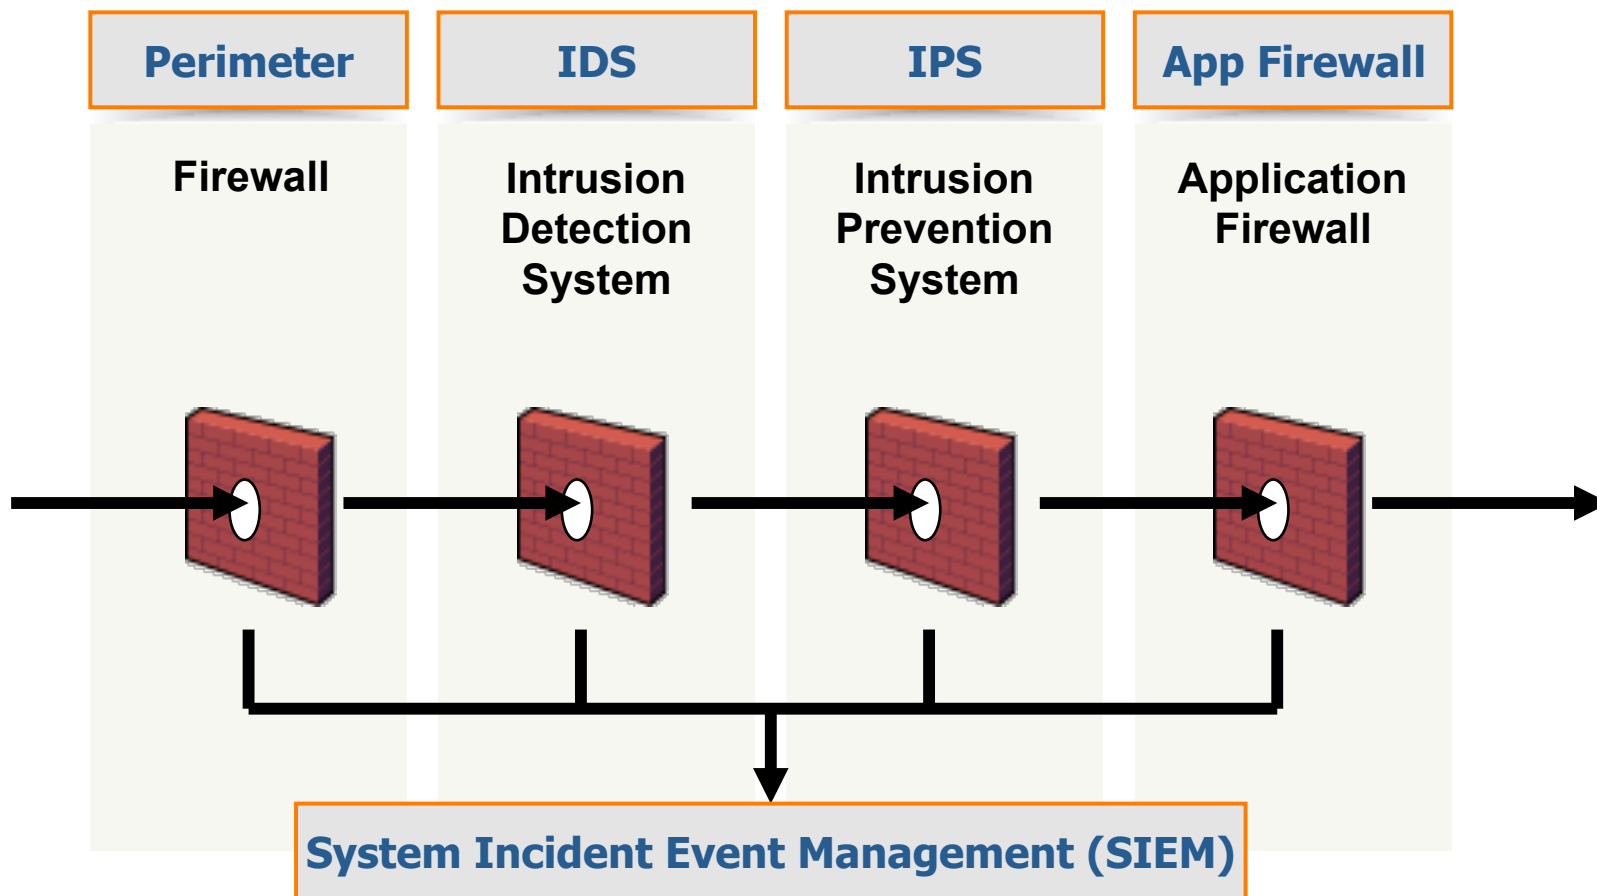 Perimeter
IDS
IPS
App Firewall
Firewall
Intrusion
Detection
System
Intrusion
Prevention
System
Application
Firewall
System Incident Event Management (SIEM)